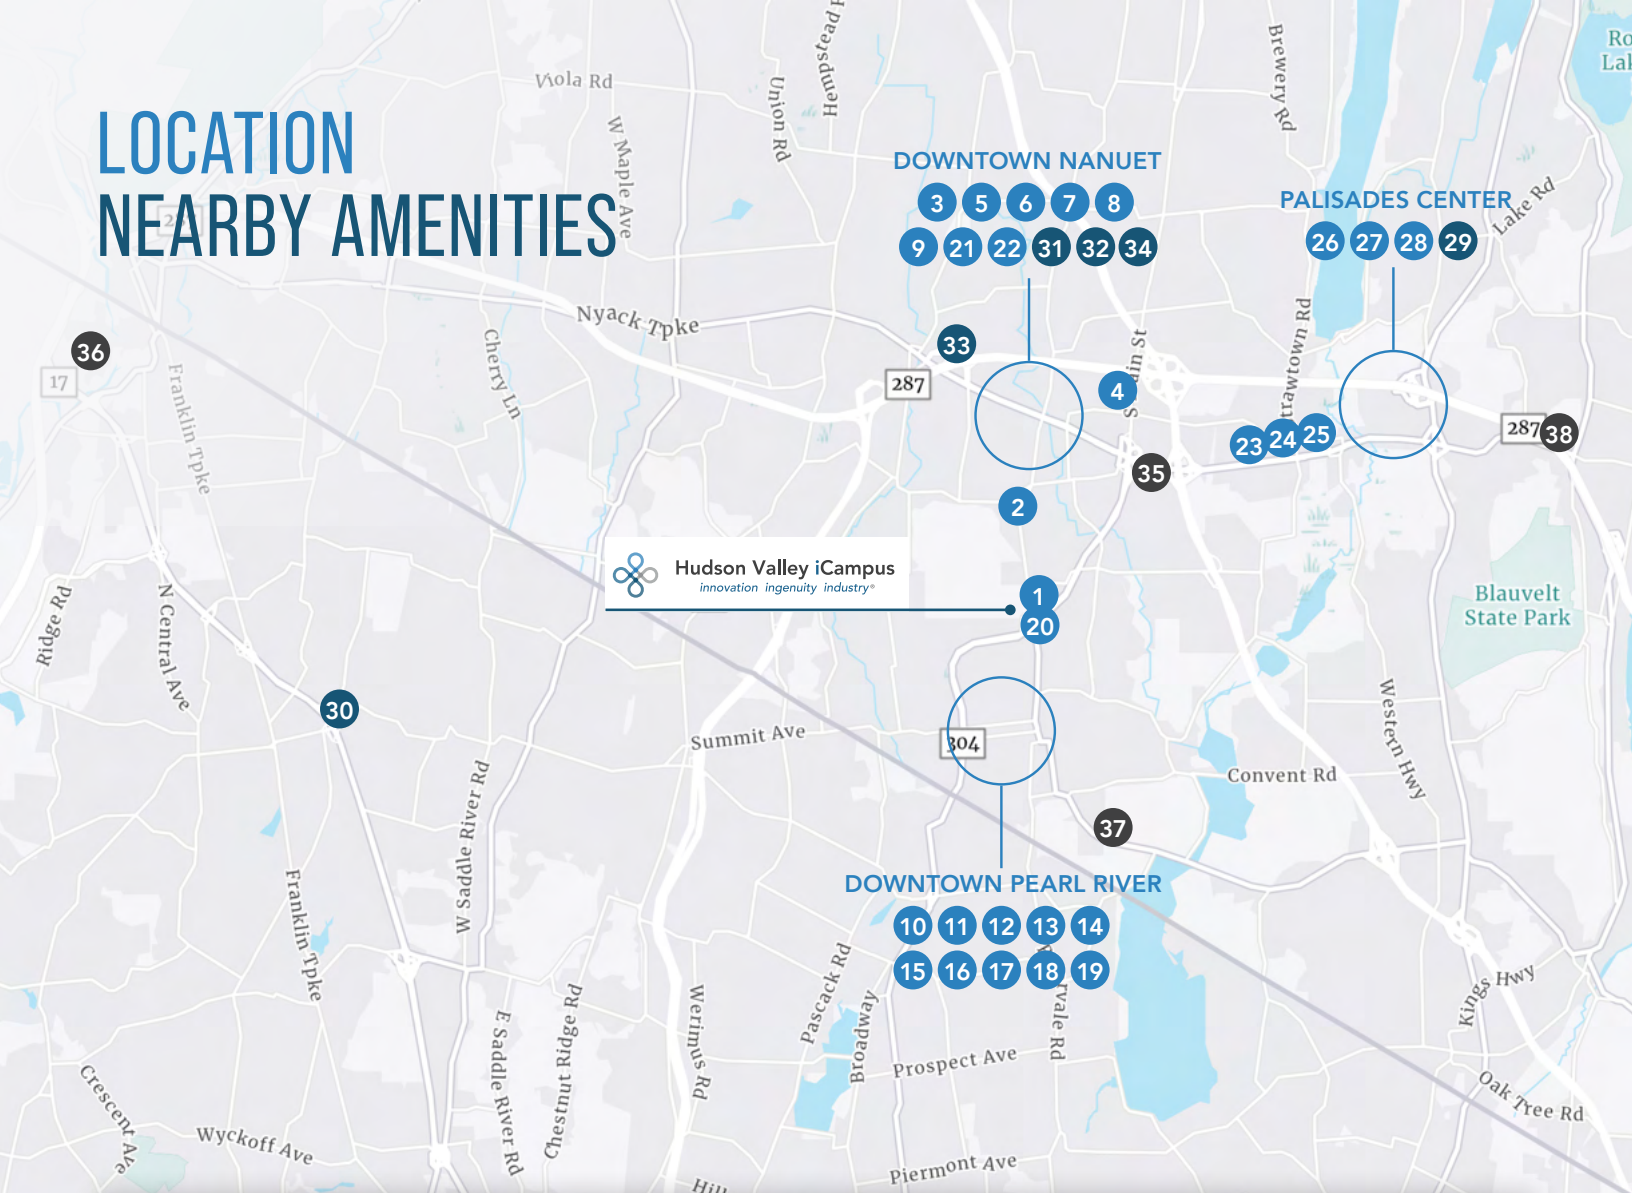 LOCATION
NEARBY AMENITIES
Viola Rd
W Maple Ave
Union Rd
Hempstead
Brewery Rd
Lake Rd
DOWNTOWN NANUET
3 5 6 7 8
9 21 22 31 32 34
PALISADES CENTER
26 27 28 29
Nyack Tpke
33
287
4
23 24 25
287
38
35
36
17
Franklin Tpke
Cherry Ln
2
Hudson Valley iCampus
innovation ingenuity industry®
1
20
Blauvelt
State Park
Ridge Rd
N Central Ave
30
Summit Ave
304
Western Hwy
Convent Rd
37
W Saddle River Rd
DOWNTOWN PEARL RIVER
10 11 12 13 14
15 16 17 18 19
Franklin Tpke
Pascack Rd
Broadway
rvale Rd
Kings Hwy
Werimus Rd
E Saddle River Rd
Chestnut Ridge Rd
Prospect Ave
Oak Tree Rd
Crescent Ave
Wyckoff Ave
Piermont Ave